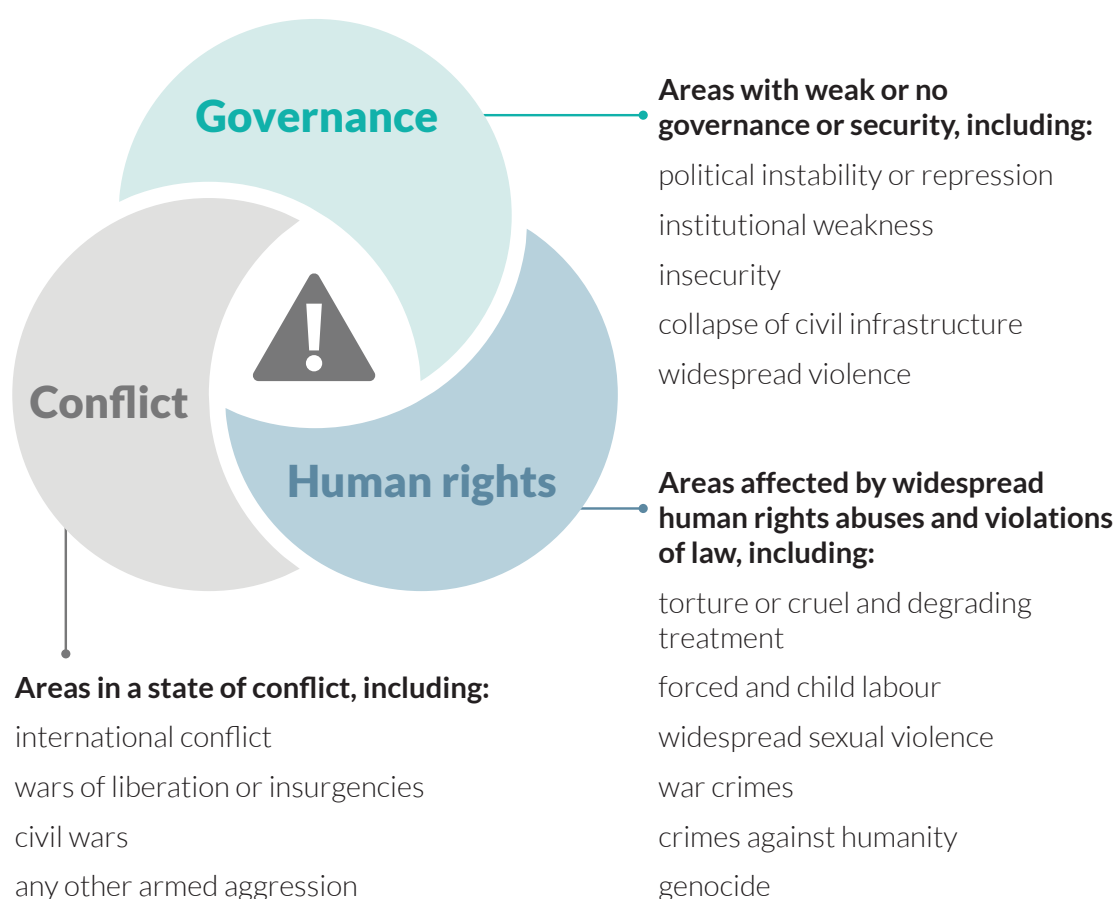 Governance
Conflict
Human rights
Areas with weak or no
governance or security, including:
political instability or repression
institutional weakness
insecurity
collapse of civil infrastructure
widespread violence
Areas affected by widespread
human rights abuses and violations
of law, including:
torture or cruel and degrading
treatment
forced and child labour
widespread sexual violence
war crimes
crimes against humanity
genocide
Areas in a state of conflict, including:
international conflict
wars of liberation or insurgencies
civil wars
any other armed aggression